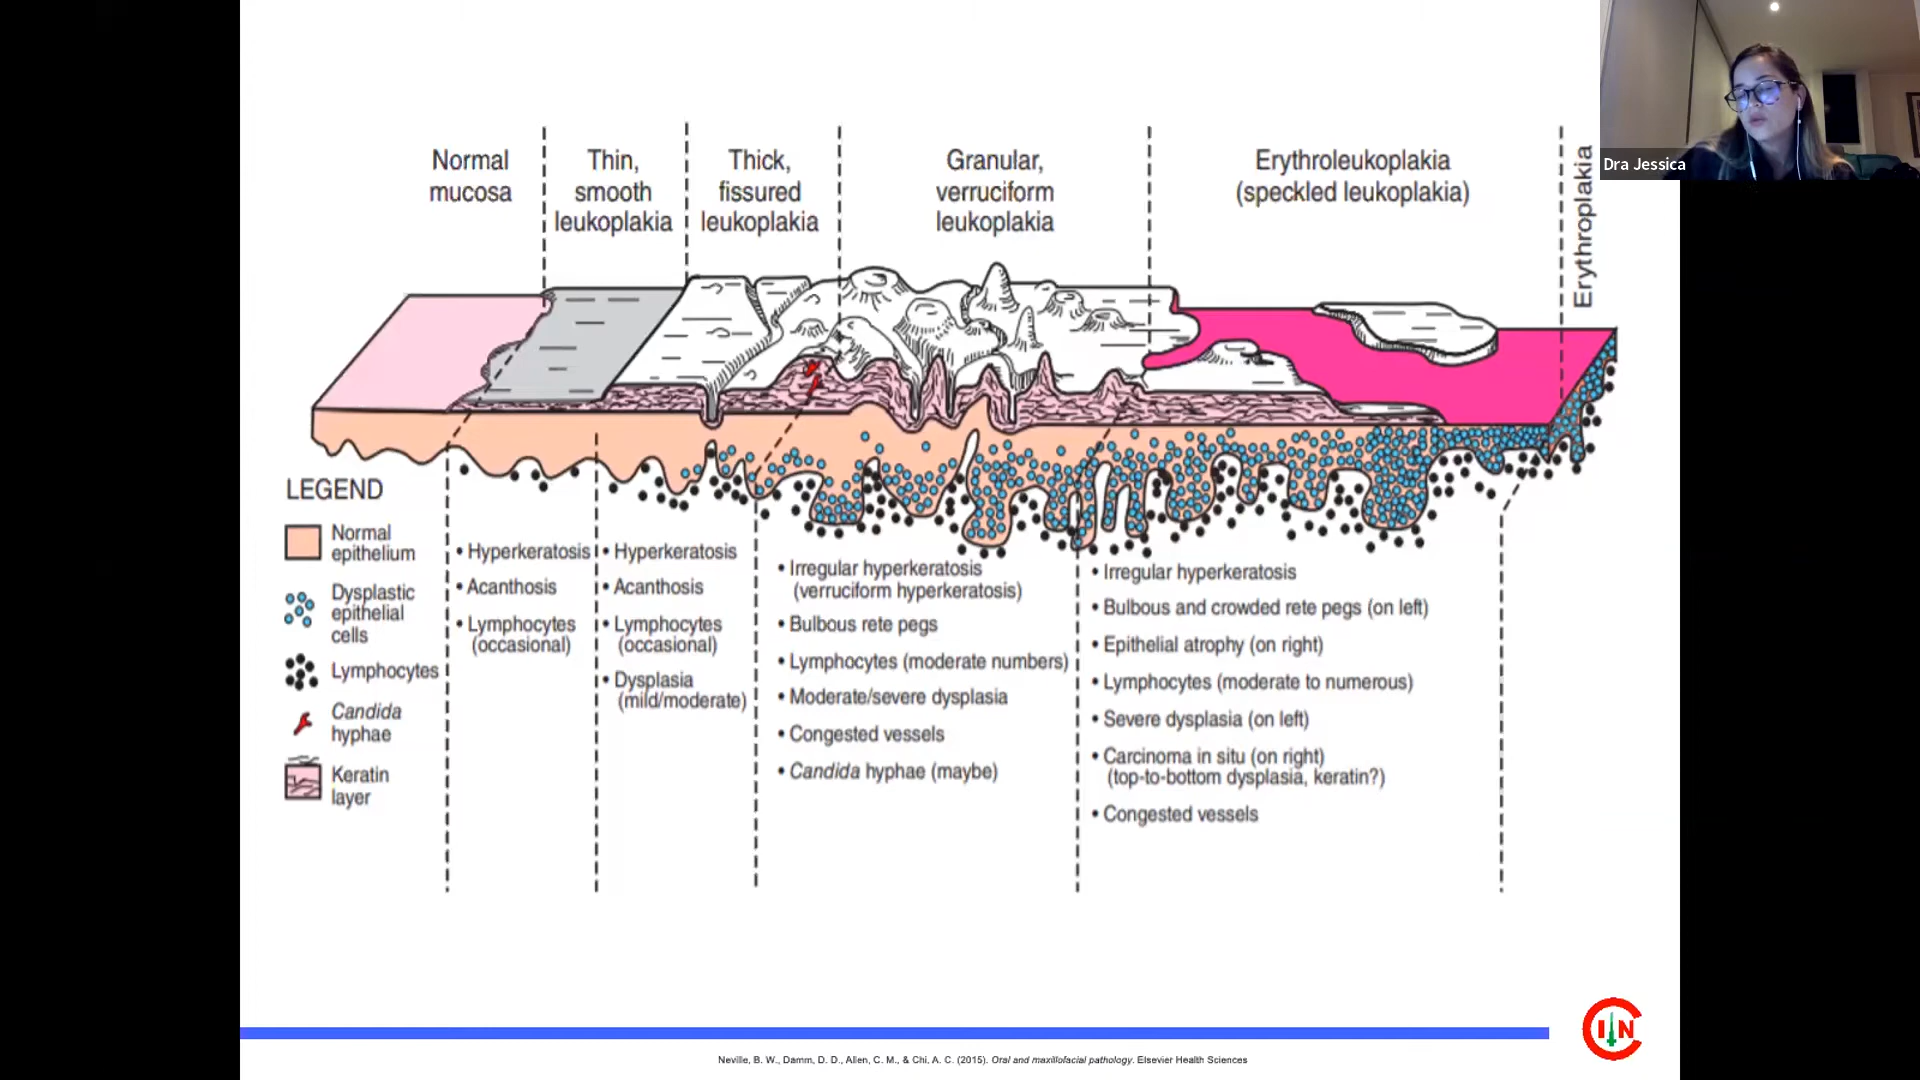 Normal
mucosa
Thin,
smooth
leukoplakia
Thick,
fissured
leukoplakia
Granular,
verruciform
leukoplakia
Erythroleukoplakia
(speckled leukoplakia)
Erythroplakia
Dra Jessica
LEGEND
Normal
epithelium
Dysplastic
epithelial
cells
Lymphocytes
Candida
hyphae
Keratin
layer
• Hyperkeratosis
• Acanthosis
• Lymphocytes
(occasional)
• Hyperkeratosis
• Acanthosis
• Lymphocytes
(occasional)
• Dysplasia
(mild/moderate)
• Irregular hyperkeratosis
(verruciform hyperkeratosis)
• Bulbous rete pegs
• Lymphocytes (moderate numbers)
• Moderate/severe dysplasia
• Congested vessels
• Candida hyphae (maybe)
• Irregular hyperkeratosis
• Bulbous and crowded rete pegs (on left)
• Epithelial atrophy (on right)
• Lymphocytes (moderate to numerous)
• Severe dysplasia (on left)
• Carcinoma in situ (on right)
(top-to-bottom dysplasia, keratin?)
• Congested vessels
CIN
Neville, B. W., Damm, D. D., Allen, C. M., & Chi, A. C. (2015). Oral and maxillofacial pathology. Elsevier Health Sciences